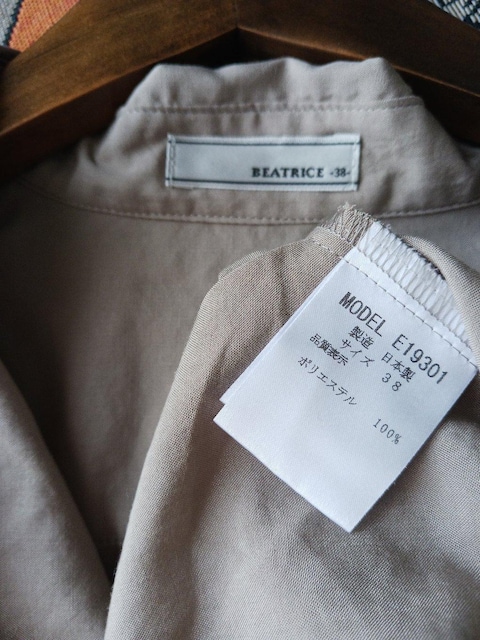 BEATRICE -38-
MODEL E19301
製造 日本製
サイズ 38
品質表示
ポリエステル
100%